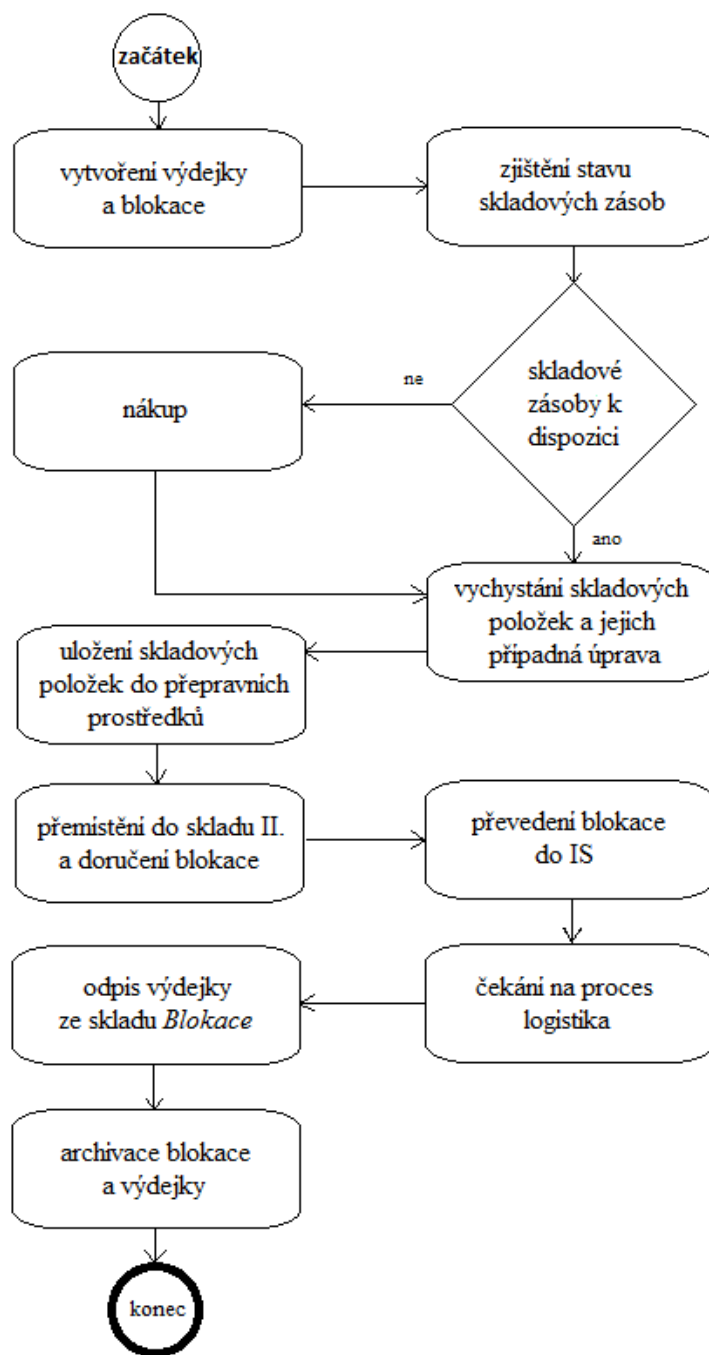 začátek
vytvoření výdejky
a blokace
zjištění stavu
skladových zásob
skladové
zásoby k
dispozici
ne
nákup
ano
vychystání skladových
položek a jejich
případná úprava
uložení skladových
položek do přepravních
prostředků
přemistění do skladu II.
a doručení blokace
převedení blokace
do IS
čekání na proces
logistika
odpis výdejky
ze skladu Blokace
archivace blokace
a výdejky
konec